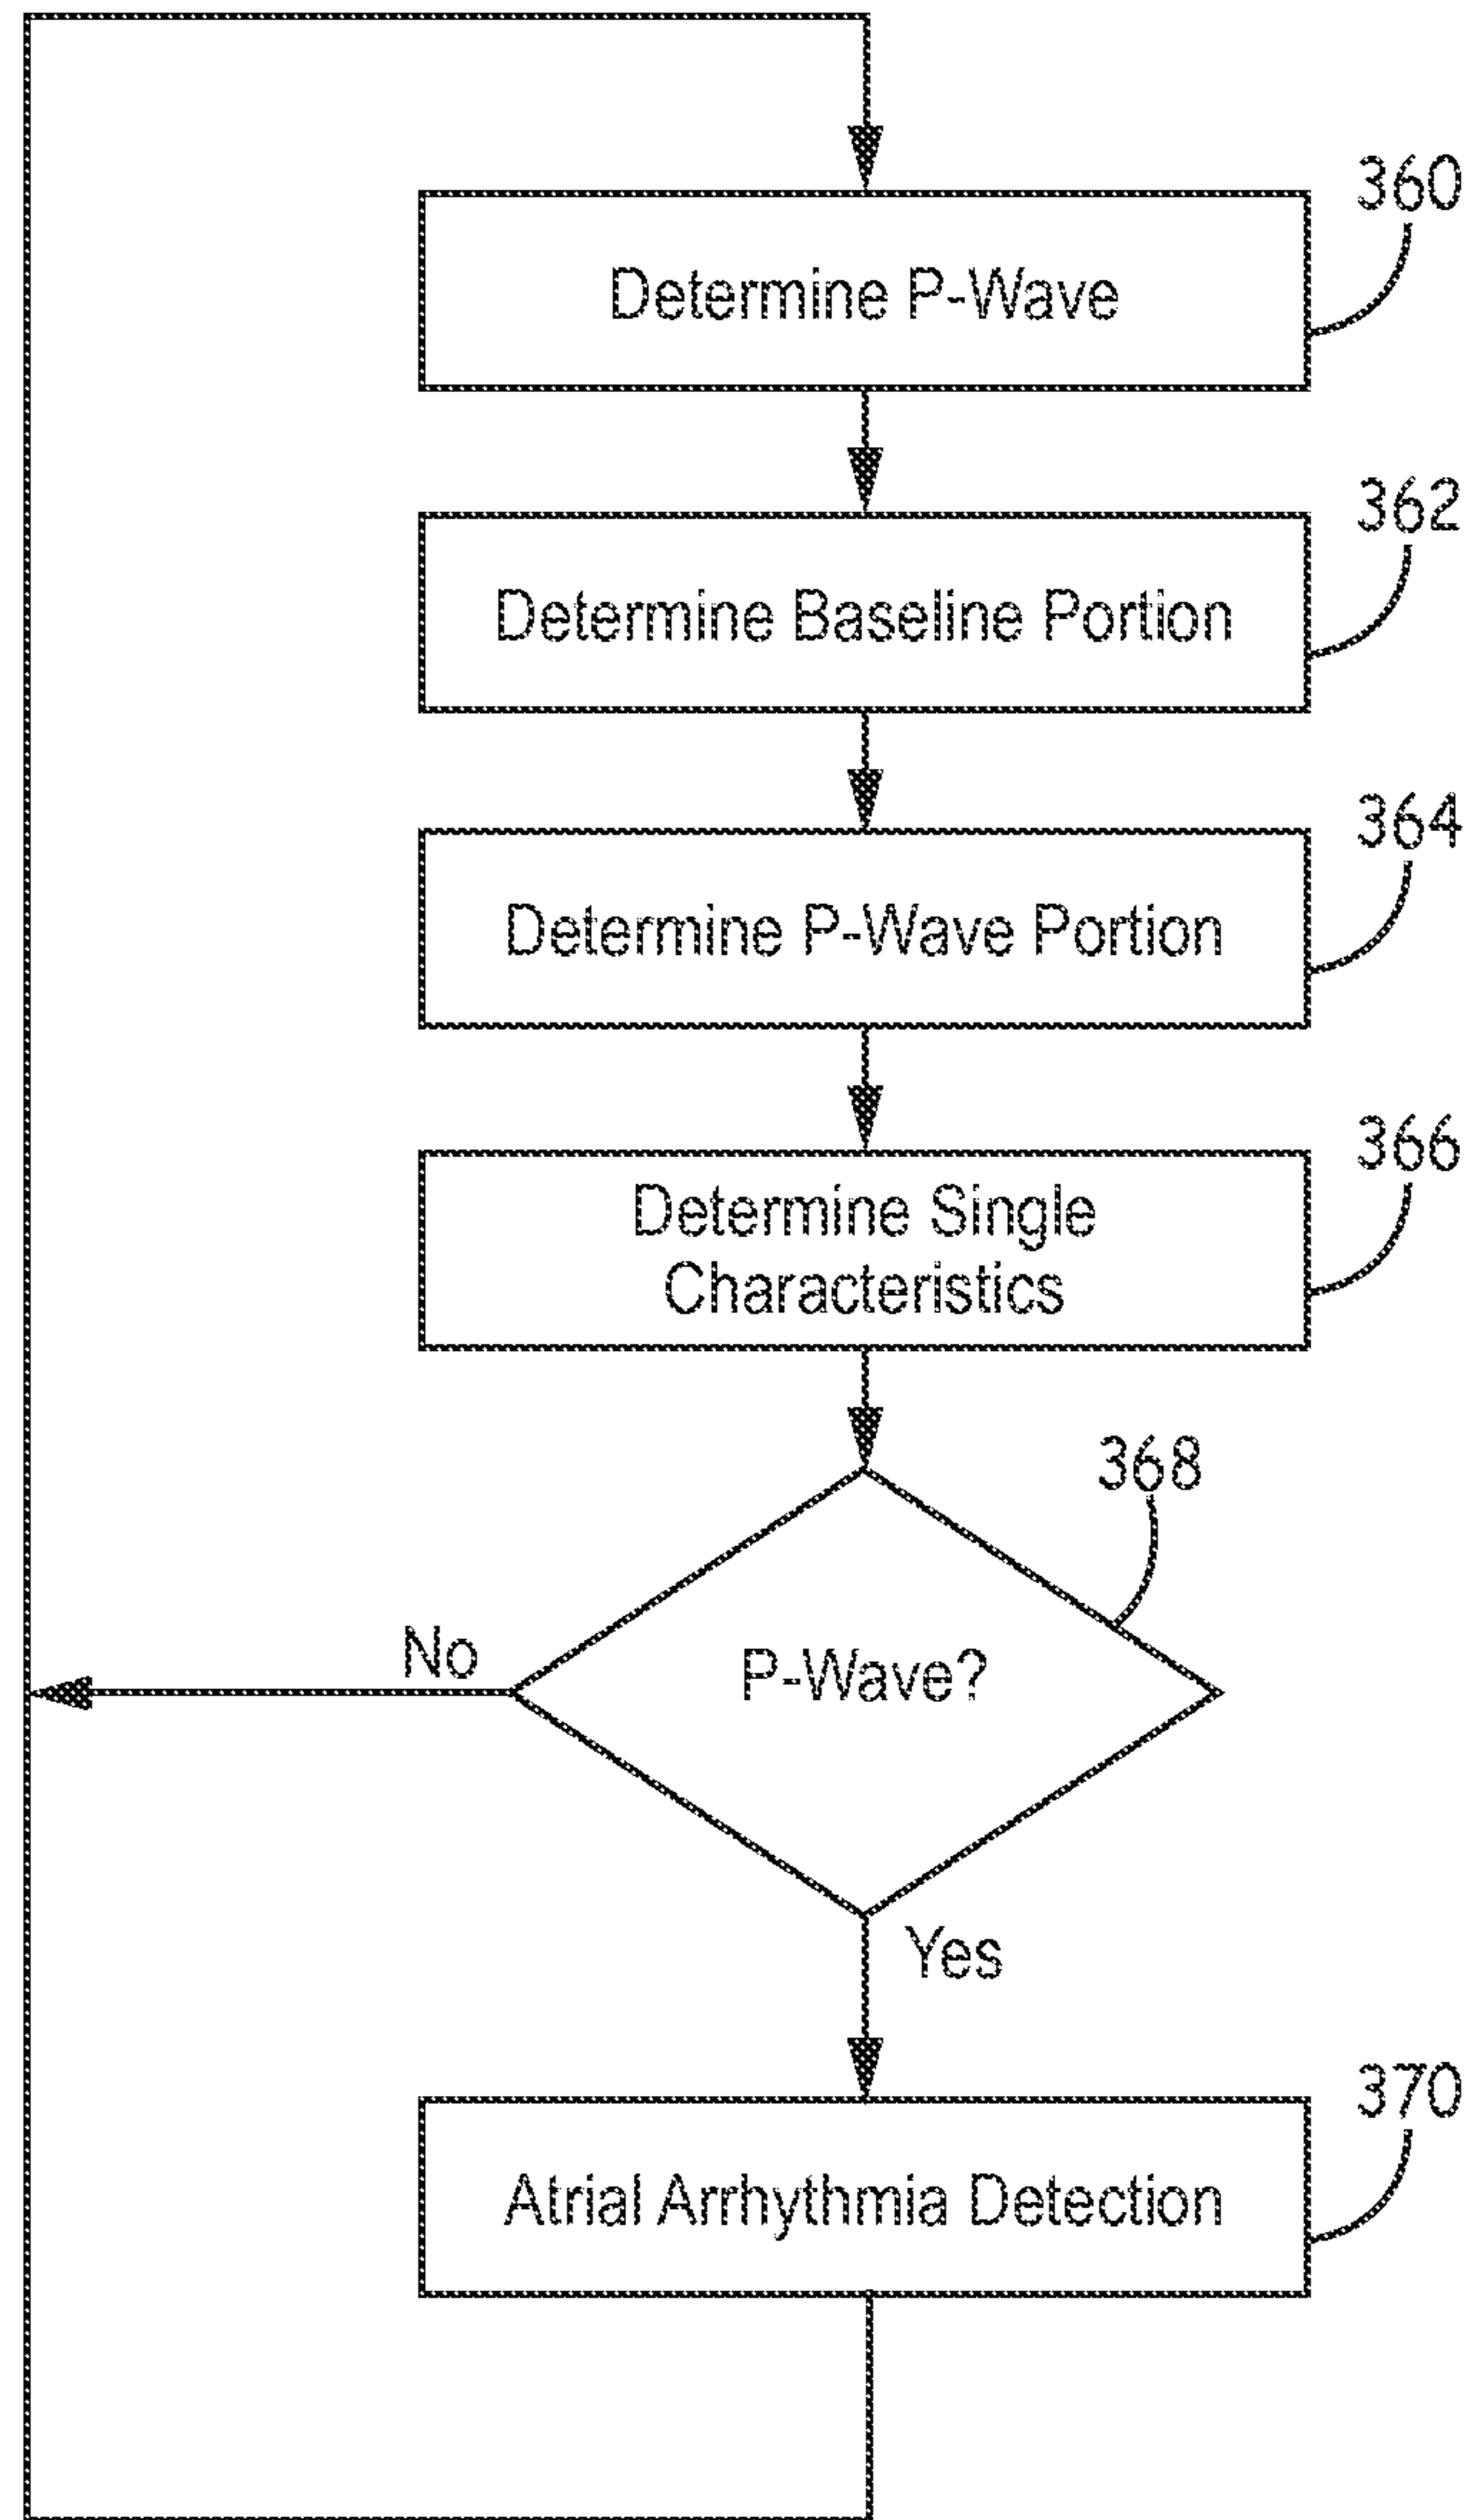 360
Determine P-Wave
362
Determine Baseline Portion
364
Determine P-Wave Portion
366
Determine Single
Characteristics
368
P-Wave?
No
Yes
370
Atrial Arrhythmia Detection